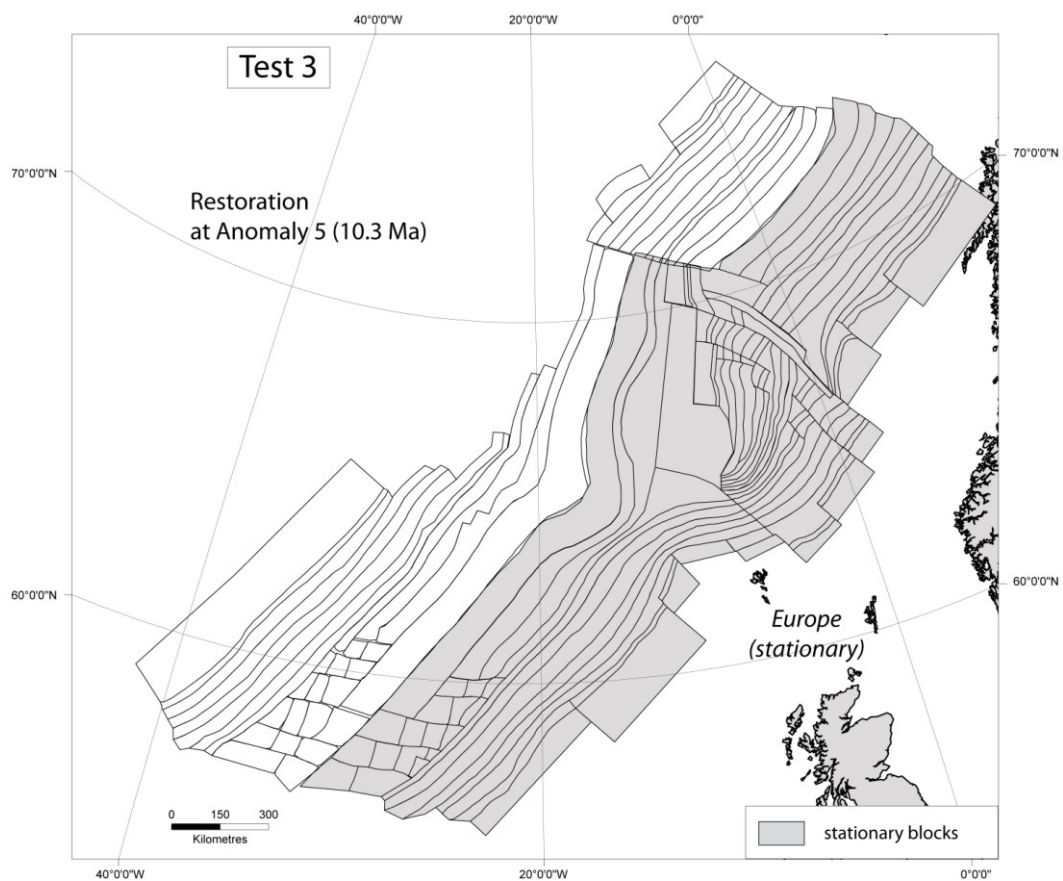 40°0'0"W
20°0'0"W
0°0'0"
Test 3
70°0'0"N
70°0'0"N
Restoration
at Anomaly 5 (10.3 Ma)
60°0'0"N
60°0'0"N
Europe
(stationary)
0 150 300
Kilometres
stationary blocks
40°0'0"W
20°0'0"W
0°0'0"